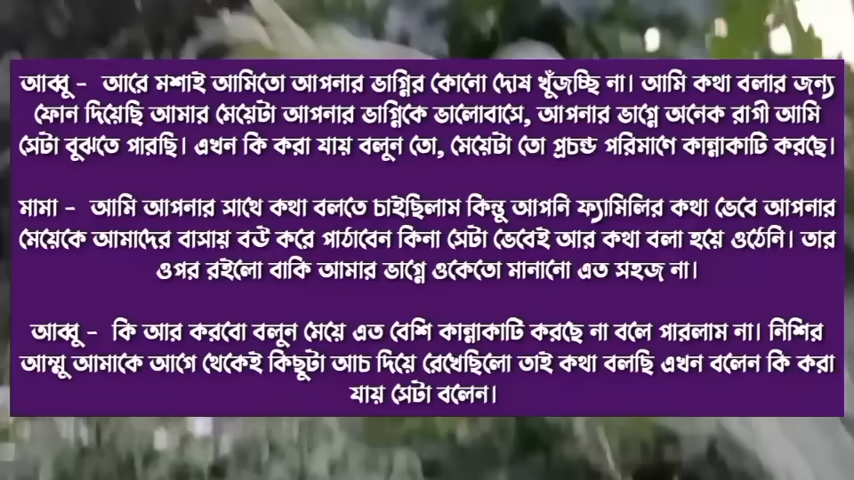 আব্বু - আরে মশাই আমিতো আপনার ভাগ্নির কোনো দোষ খুঁজচ্ছি না। আমি কথা বলার জন্য
ফোন দিয়েছি আমার মেয়েটা আপনার ভাগ্নিকে ভালোবাসে, আপনার ভাগ্নে অনেক রাগী আমি
সেটা বুঝতে পারছি। এখন কি করা যায় বলুন তো, মেয়েটা তো প্রচন্ড পরিমাণে কান্নাকাটি করছে।
মামা - আমি আপনার সাথে কথা বলতে চাইছিলাম কিন্তু আপনি ফ্যামিলির কথা ভেবে আপনার
মেয়েকে আমাদের বাসায় বউ করে পাঠাবেন কিনা সেটা ভেবেই আর কথা বলা হয়ে ওঠেনি। তার
ওপর রইলো বাকি আমার ভাগ্নে ওকেতো মানানো এত সহজ না।
আব্বু - কি আর করবো বলুন মেয়ে এত বেশি কান্নাকাটি করছে না বলে পারলাম না। নিশির
আম্মু আমাকে আগে থেকেই কিছুটা আচ দিয়ে রেখেছিলো তাই কথা বলছি এখন বলেন কি করা
যায় সেটা বলেন।